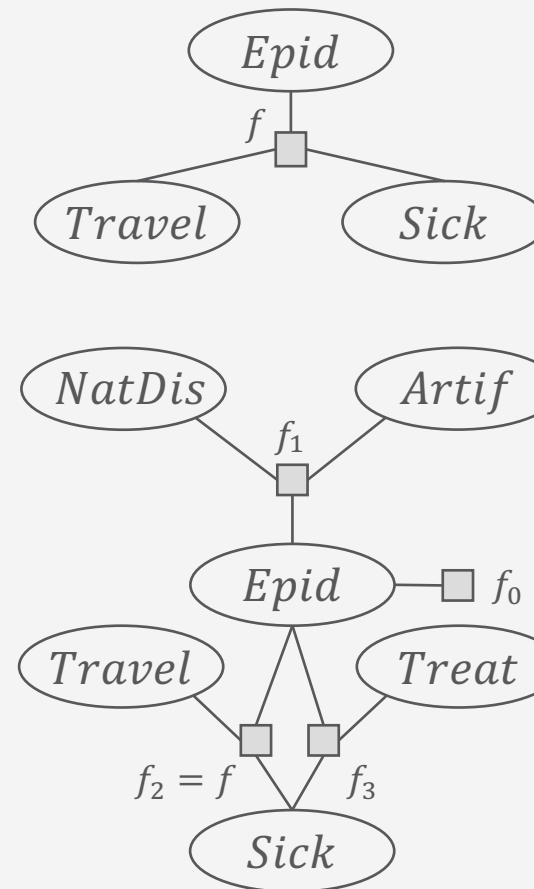 Epid
f
Travel Sick
NatDis Artif
f₁
Epid f₀
Travel Treat
f₂ = f f₃
Sick